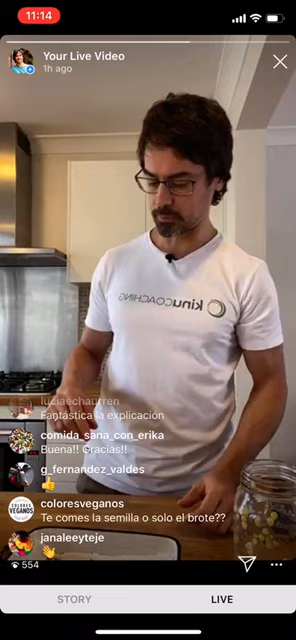 11:14
Your Live Video
1h ago
kinuCOACHING
luciaechautren
Fantástica la explicación
comida_sana_con_erika
Buena!! Gracias!!
g_fernandez_valdes
👍
COLORES
VEGANOS
coloresveganos
Te comes la semilla o solo el brote??
janaleeyteje
👋
554
STORY
LIVE